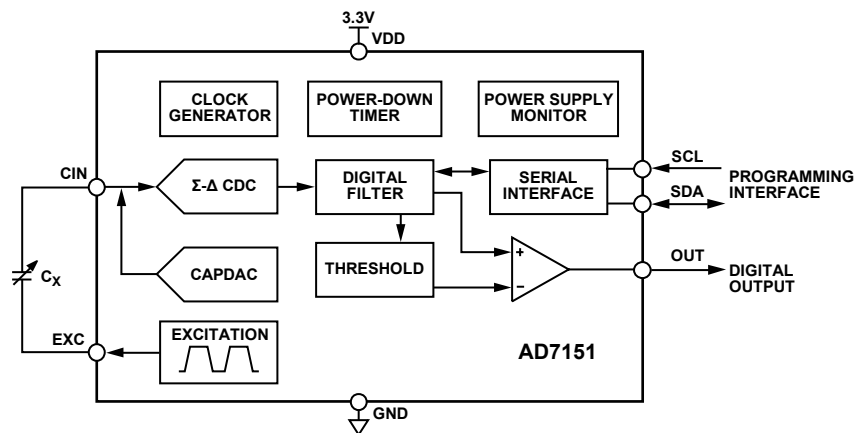 3.3V
VDD
CLOCK
GENERATOR
POWER-DOWN
TIMER
POWER SUPPLY
MONITOR
CIN
Σ-Δ CDC
DIGITAL
FILTER
SERIAL
INTERFACE
SCL
SDA
PROGRAMMING
INTERFACE
CX
CAPDAC
THRESHOLD
+
−
OUT
DIGITAL
OUTPUT
EXC
EXCITATION
AD7151
GND